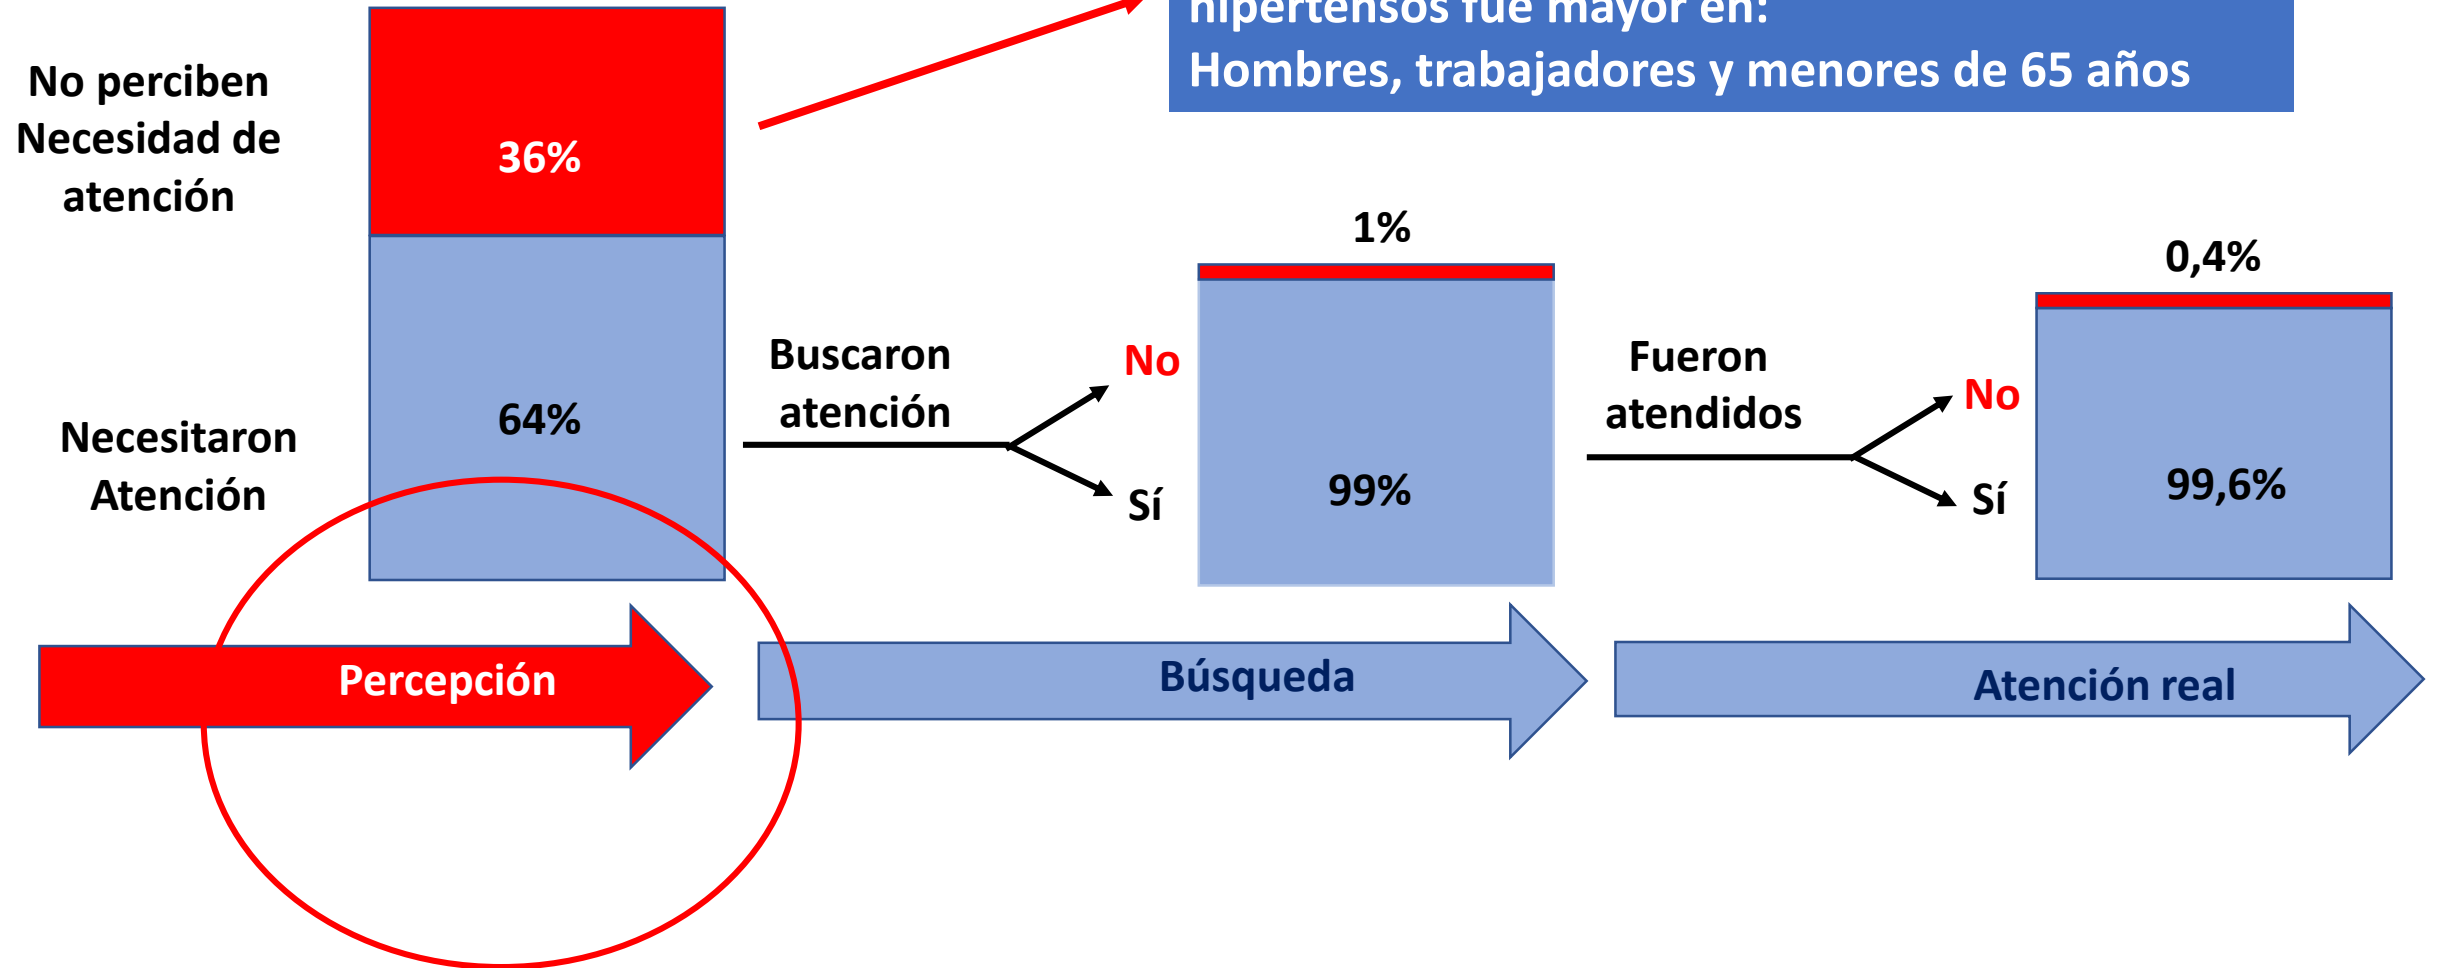 hipertensos fue mayor en:
Hombres, trabajadores y menores de 65 años
No perciben
Necesidad de
atención
36%
1%
0,4%
Buscaron
atención
No
Sí
Fueron
atendidos
No
Sí
Necesitaron
Atención
64%
99%
99,6%
Percepción
Búsqueda
Atención real